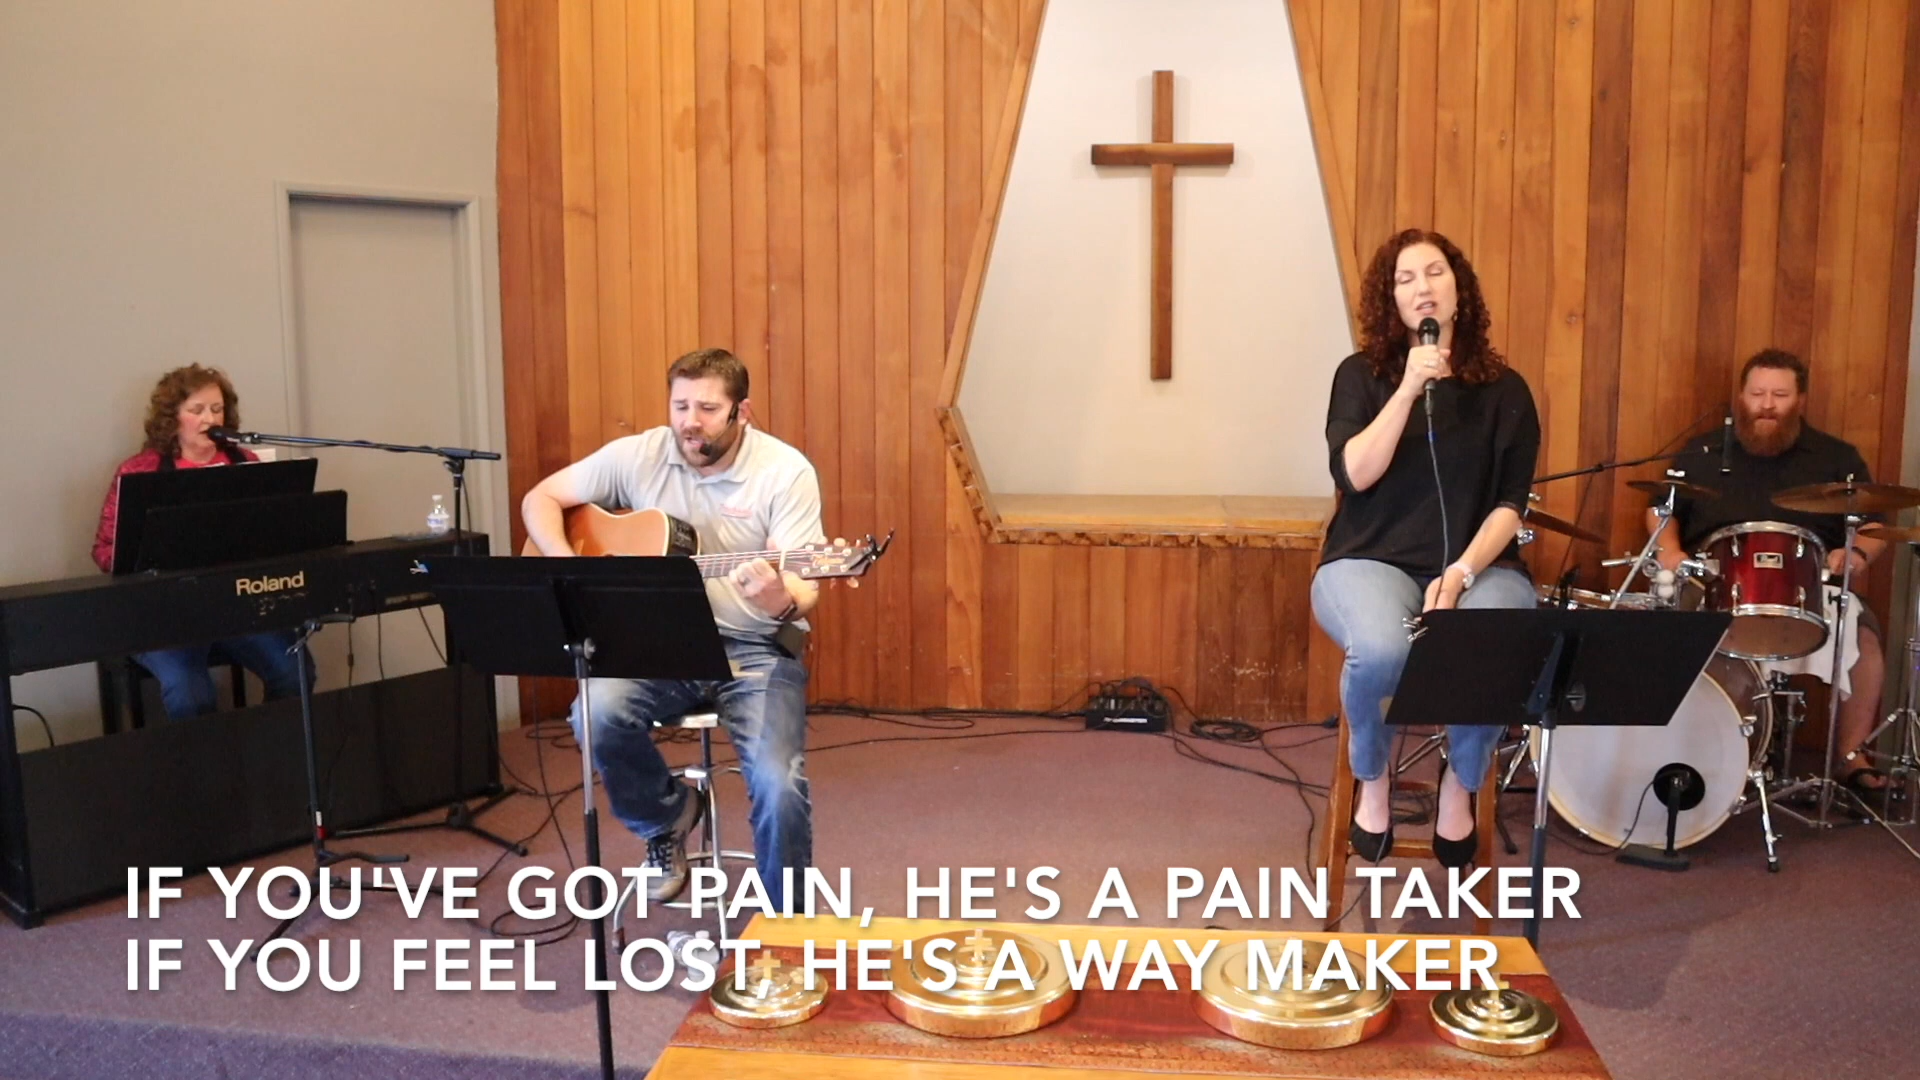 Roland
IF YOU'VE GOT PAIN, HE'S A PAIN TAKER
IF YOU FEEL LOST, HE'S A WAY MAKER